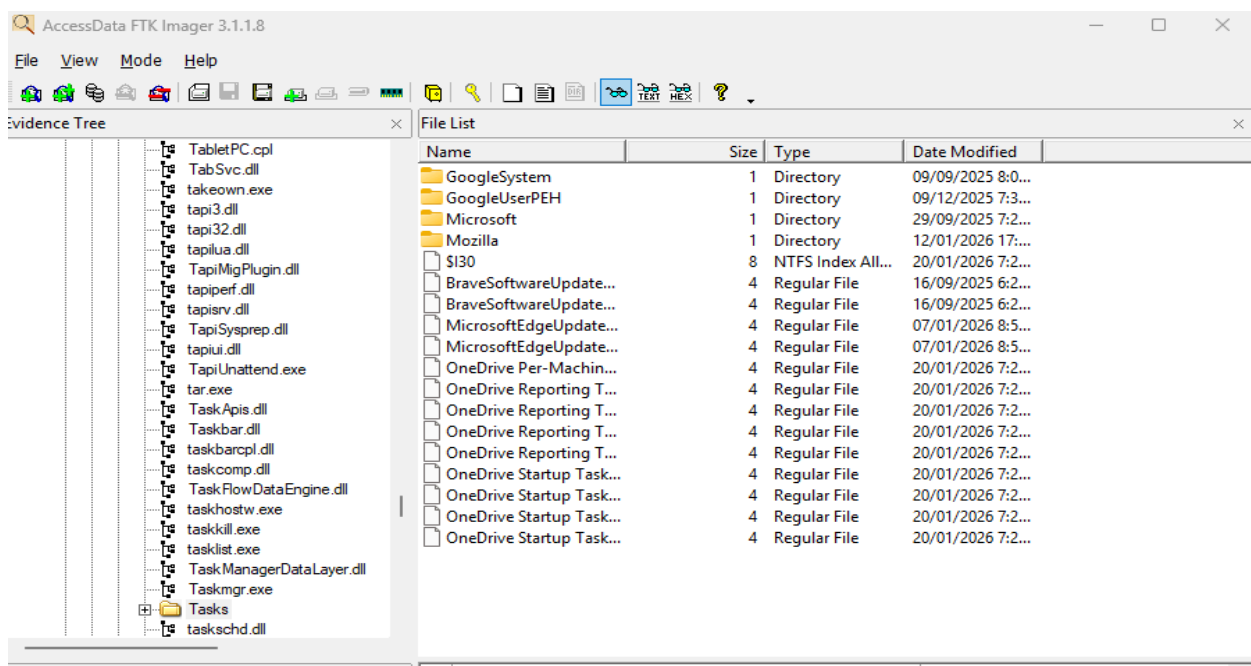 AccessData FTK Imager 3.1.1.8
File View Mode Help
TEXT HEX
Evidence Tree
TabletPC.cpl
TabSvc.dll
takeown.exe
tapi3.dll
tapi32.dll
tapilua.dll
TapiMigPlugin.dll
tapiperf.dll
tapisrv.dll
TapiSysprep.dll
tapiui.dll
TapiUnattend.exe
tar.exe
TaskApis.dll
Taskbar.dll
taskbarcpl.dll
taskcomp.dll
TaskFlowDataEngine.dll
taskhostw.exe
taskkill.exe
tasklist.exe
TaskManagerDataLayer.dll
Taskmgr.exe
Tasks
taskschd.dll
File List
Name Size Type Date Modified
GoogleSystem 1 Directory 09/09/2025 8:0...
GoogleUserPEH 1 Directory 09/12/2025 7:3...
Microsoft 1 Directory 29/09/2025 7:2...
Mozilla 1 Directory 12/01/2026 17:...
$I30 8 NTFS Index All... 20/01/2026 7:2...
BraveSoftwareUpdate... 4 Regular File 16/09/2025 6:2...
BraveSoftwareUpdate... 4 Regular File 16/09/2025 6:2...
MicrosoftEdgeUpdate... 4 Regular File 07/01/2026 8:5...
MicrosoftEdgeUpdate... 4 Regular File 07/01/2026 8:5...
OneDrive Per-Machin... 4 Regular File 20/01/2026 7:2...
OneDrive Reporting T... 4 Regular File 20/01/2026 7:2...
OneDrive Reporting T... 4 Regular File 20/01/2026 7:2...
OneDrive Reporting T... 4 Regular File 20/01/2026 7:2...
OneDrive Reporting T... 4 Regular File 20/01/2026 7:2...
OneDrive Startup Task... 4 Regular File 20/01/2026 7:2...
OneDrive Startup Task... 4 Regular File 20/01/2026 7:2...
OneDrive Startup Task... 4 Regular File 20/01/2026 7:2...
OneDrive Startup Task... 4 Regular File 20/01/2026 7:2...